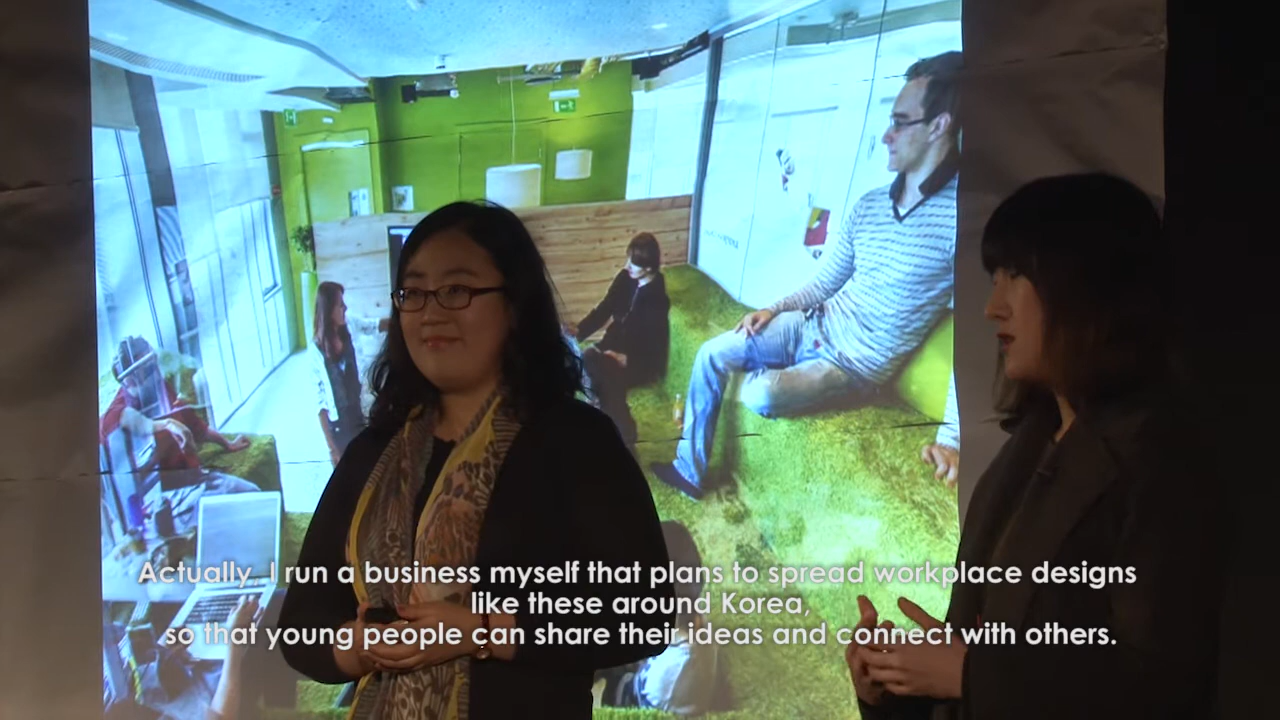 Actually, I run a business myself that plans to spread workplace designs
like these around Korea,
so that young people can share their ideas and connect with others.